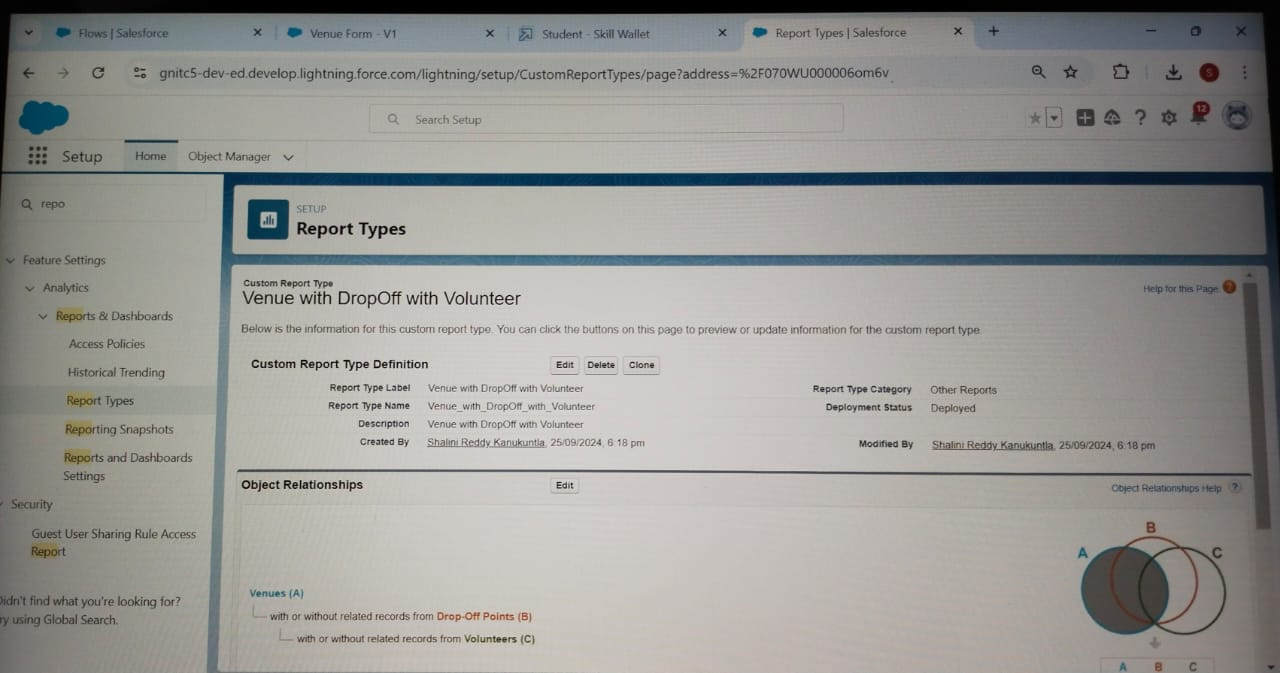 Flows | Salesforce
Venue Form - V1
Student - Skill Wallet
Report Types | Salesforce
gnitc5-dev-ed.develop.lightning.force.com/lightning/setup/CustomReportTypes/page?address=%2F070WU000006om6v
S
Search Setup
12
Setup
Home
Object Manager
repo
Feature Settings
Analytics
Reports & Dashboards
Access Policies
Historical Trending
Report Types
Reporting Snapshots
Reports and Dashboards
Settings
Security
Guest User Sharing Rule Access
Report
Didn't find what you're looking for?
ry using Global Search.
SETUP
Report Types
Custom Report Type
Venue with DropOff with Volunteer
Help for this Page ?
Below is the information for this custom report type. You can click the buttons on this page to preview or update information for the custom report type.
Custom Report Type Definition Edit Delete Clone
Report Type Label Venue with DropOff with Volunteer Report Type Category Other Reports
Report Type Name Venue_with_DropOff_with_Volunteer Deployment Status Deployed
Description Venue with DropOff with Volunteer
Created By Shalini Reddy Kanukuntla, 25/09/2024, 6:18 pm Modified By Shalini Reddy Kanukuntla, 25/09/2024, 6:18 pm
Object Relationships Edit Object Relationships Help ?
B
A C
Venues (A)
with or without related records from Drop-Off Points (B)
with or without related records from Volunteers (C)
A B C